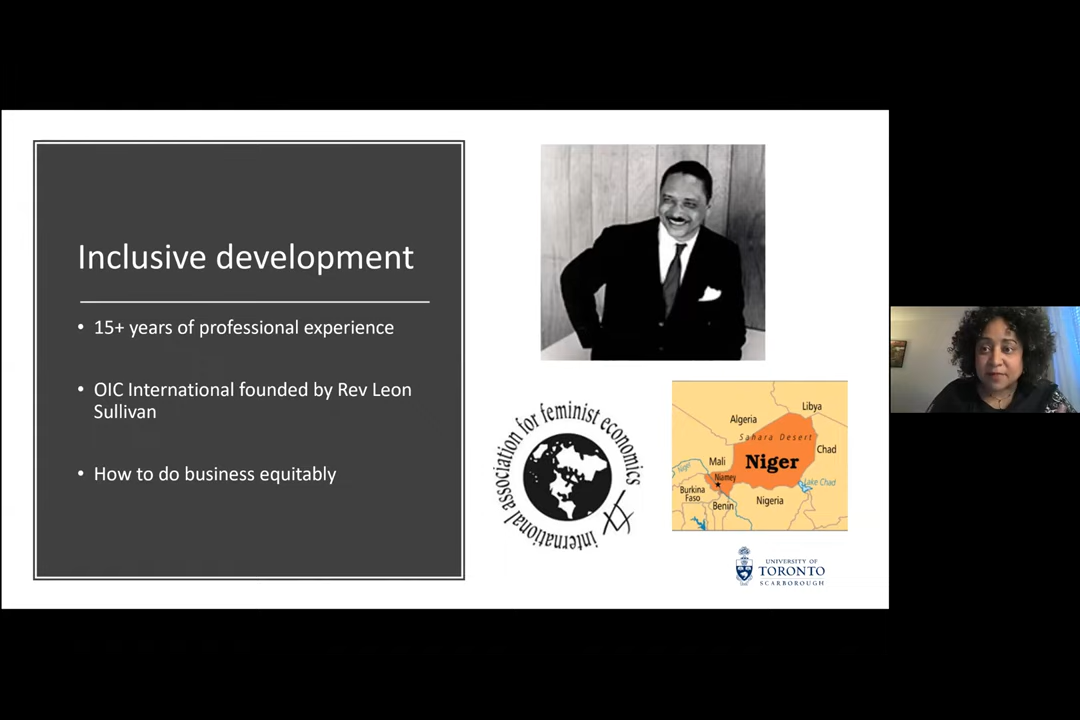 Inclusive development
• 15+ years of professional experience
• OIC International founded by Rev Leon
Sullivan
• How to do business equitably
international association for feminist economics
Libya
Algeria
Sahara Desert
Chad
Mali
Niger
Niger
Niamey
Lake Chad
Burkina
Faso
Benin
Nigeria
UNIVERSITY OF
TORONTO
SCARBOROUGH